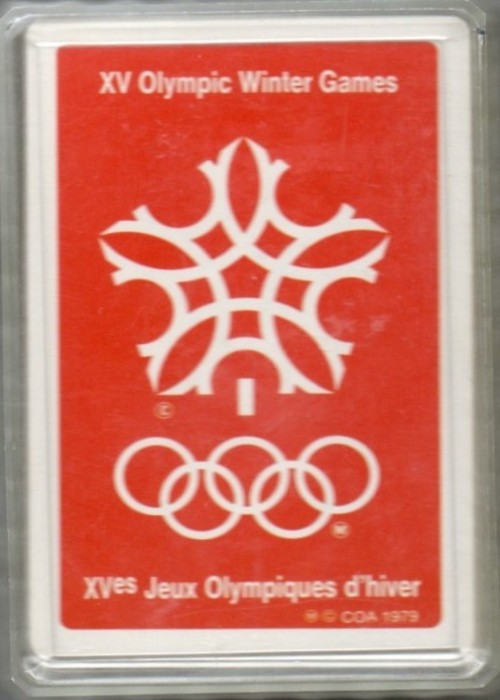 XV Olympic Winter Games
©
M
XVes Jeux Olympiques d'hiver
M © COA 1979